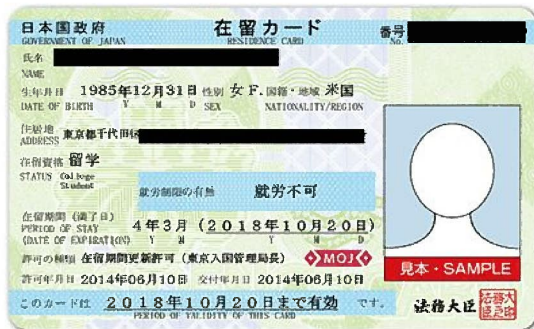 日本国政府 在留カード 番号
GOVERNMENT OF JAPAN RESIDENCE CARD No.
氏名
NAME
生年月日 1985年12月31日 性別 女 F. 国籍・地域 米国
DATE OF BIRTH Y M D SEX NATIONALITY/REGION
住居地 東京都千代田区
ADDRESS
在留資格 留学
STATUS College
Student
就労制限の有無 就労不可
在留期間(満了日) 4年3月(2018年10月20日)
PERIOD OF STAY
(DATE OF EXPIRATION) Y M Y M D
許可の種類 在留期間更新許可(東京入国管理局長) MOJ
許可年月日 2014年06月10日 交付年月日 2014年06月10日
見本・SAMPLE
このカードは 2018年10月20日まで有効 です。
PERIOD OF VALIDITY OF THIS CARD
法務大臣